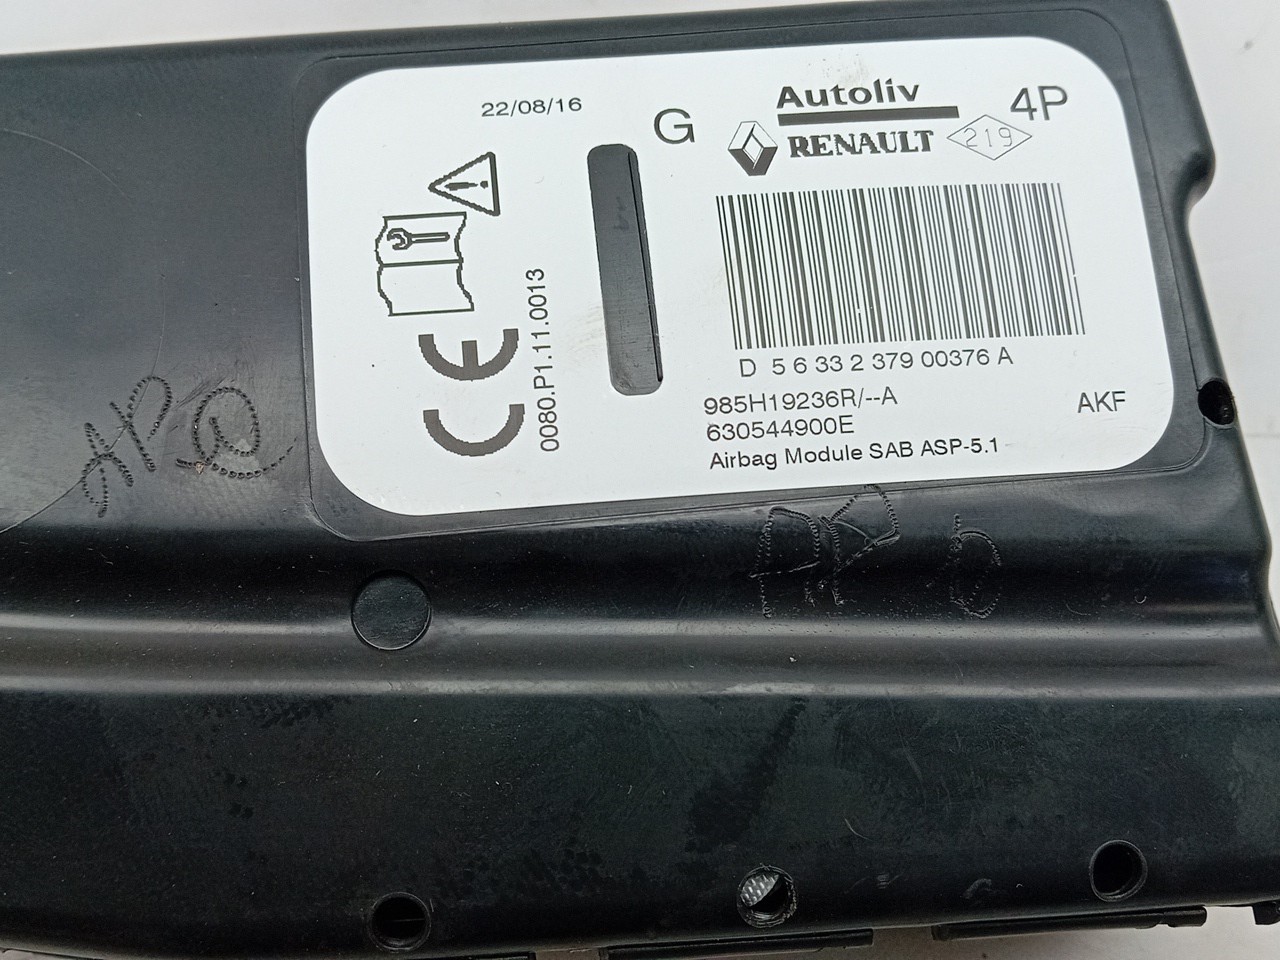 22/08/16
G
Autoliv
4P
RENAULT
219
D 5 6 33 2 379 00376 A
985H19236R/--A
630544900E
AKF
Airbag Module SAB ASP-5.1
CE
0080.P1.11.0013